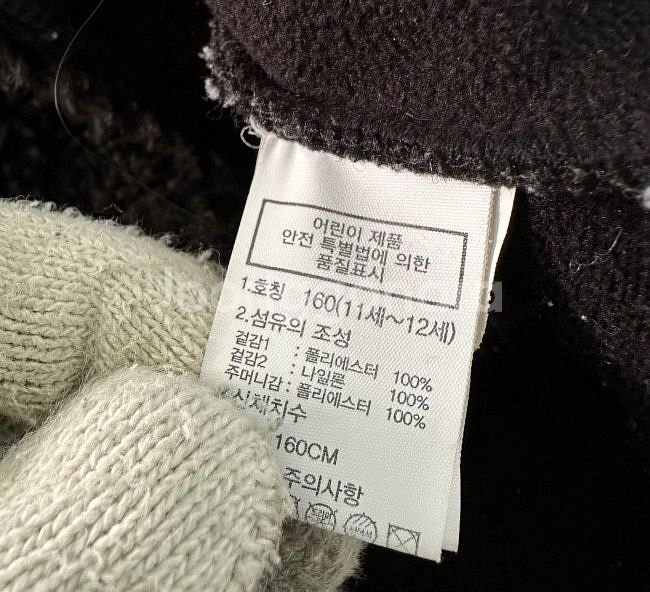 어린이 제품
안전 특별법에 의한
품질표시
1.호칭 160(11세~12세)
2.섬유의 조성
겉감1 : 폴리에스터 100%
겉감2 : 나일론 100%
주머니감 : 폴리에스터 100%
신체치수
160CM
주의사항
드라이